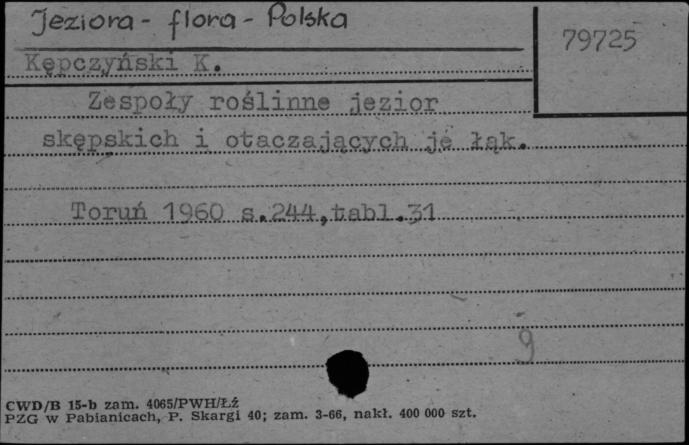 Jeziora - flora - Polska
79725
Kępczyński K.
Zespoły roślinne jezior
skępskich i otaczających je łąk.
Toruń 1960 s.244,tabl.31
9
CWD/B 15-b zam. 4065/PWH/Łź
PZG w Pabianicach, P. Skargi 40; zam. 3-66, nakł. 400 000 szt.